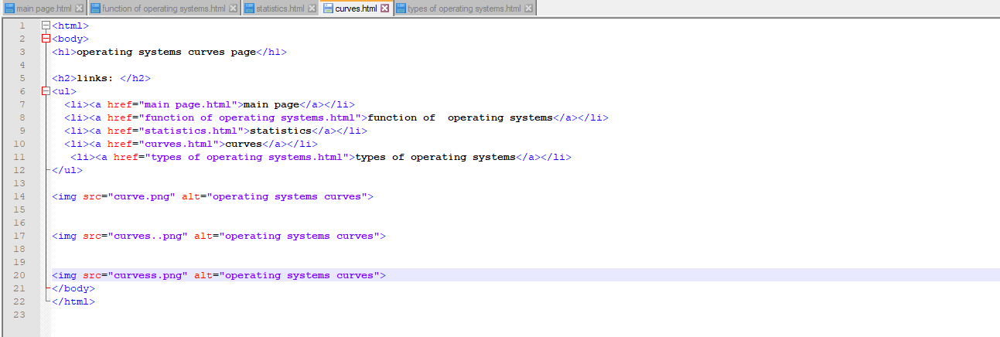 main page.html function of operating systems.html statistics.html curves.html types of operating systems.html
1 <html>
2 <body>
3 <h1>operating systems curves page</h1>
4
5 <h2>links: </h2>
6 <ul>
7   <li><a href="main page.html">main page</a></li>
8   <li><a href="function of operating systems.html">function of  operating systems</a></li>
9   <li><a href="statistics.html">statistics</a></li>
10   <li><a href="curves.html">curves</a></li>
11    <li><a href="types of operating systems.html">types of operating systems</a></li>
12 </ul>
13
14 <img src="curve.png" alt="operating systems curves">
15
16
17 <img src="curves..png" alt="operating systems curves">
18
19
20 <img src="curvess.png" alt="operating systems curves">
21 </body>
22 </html>
23